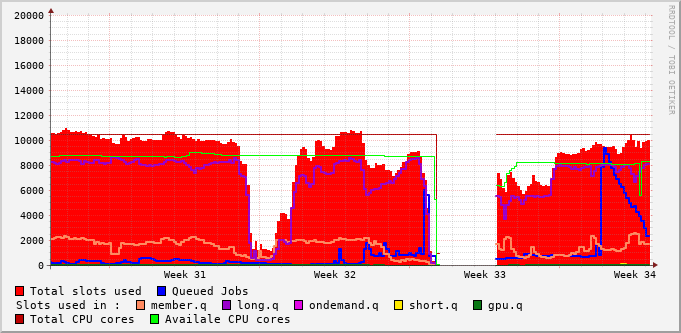 20000
18000
16000
14000
12000
10000
8000
6000
4000
2000
0
Week 31 Week 32 Week 33 Week 34
RRDTOOL / TOBI OETIKER
Total slots used Queued Jobs
Slots used in : member.q long.q ondemand.q short.q gpu.q
Total CPU cores Availale CPU cores